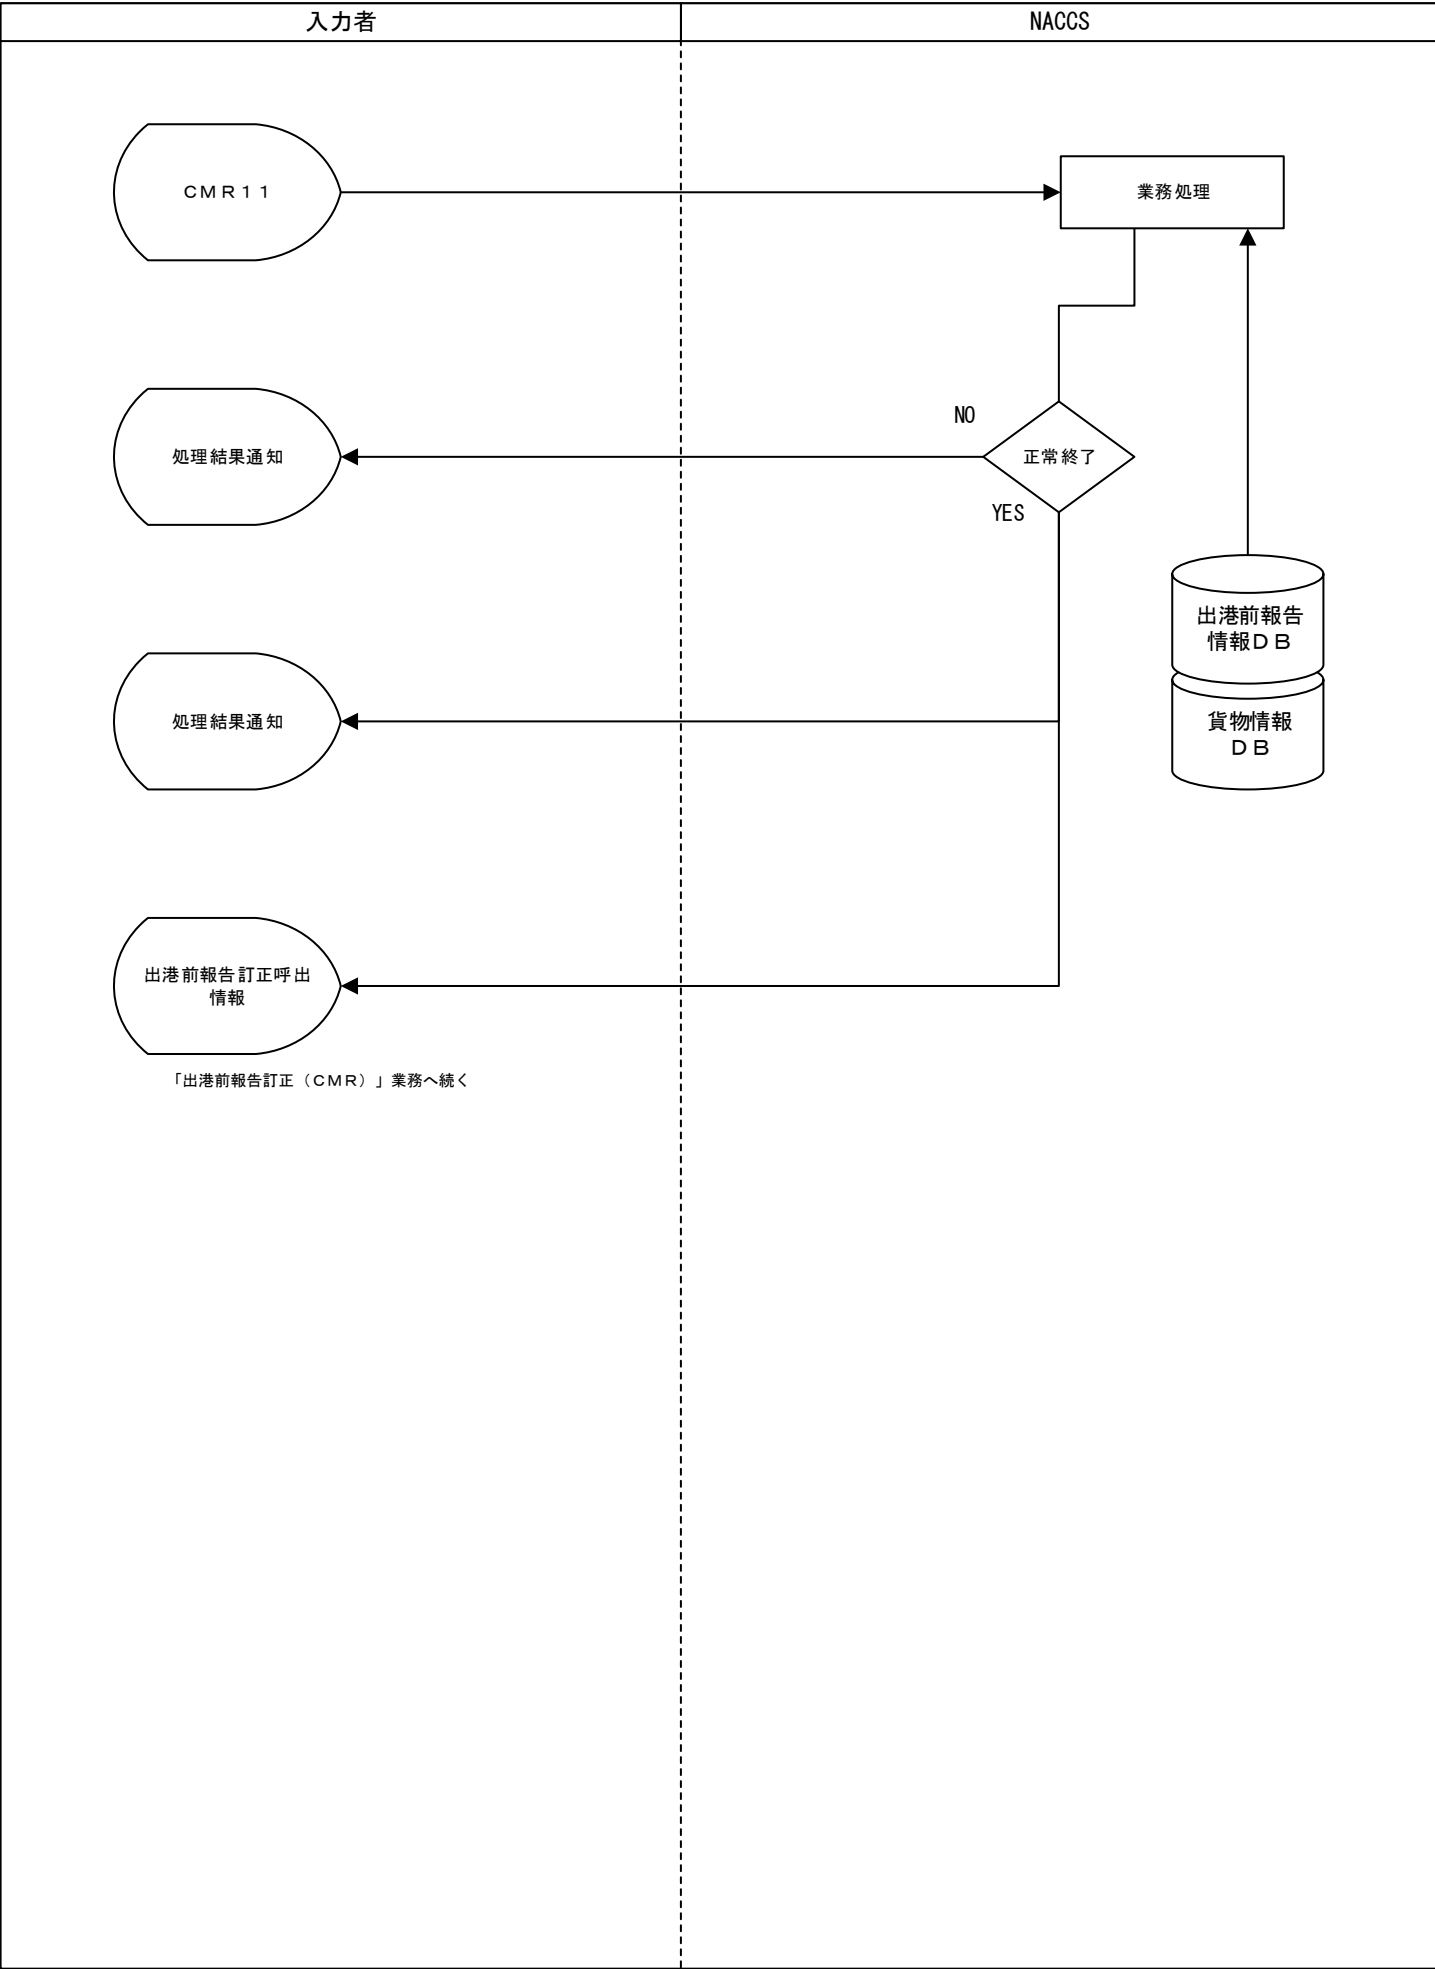 入力者
NACCS
ＣＭＲ１１
業務処理
NO
処理結果通知
正常終了
YES
出港前報告
情報ＤＢ
処理結果通知
貨物情報
ＤＢ
出港前報告訂正呼出
情報
「出港前報告訂正（ＣＭＲ）」業務へ続く